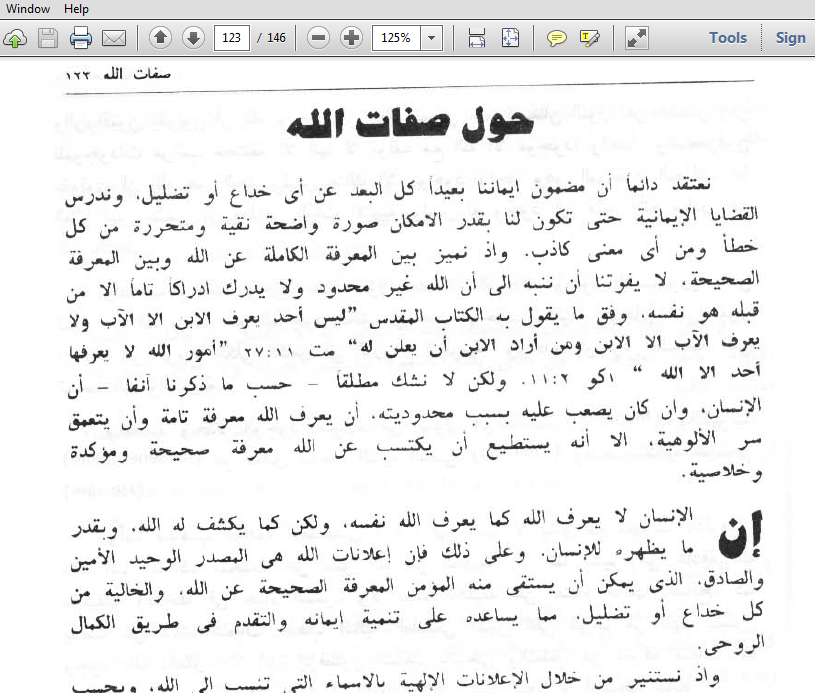 Window Help
123 / 146 125% Tools Sign
صفات الله ١٢٢
حول صفات الله
نعتقد دائما أن مضمون إيماننا بعيداً كل البعد عن أى خداع أو تضليل، وندرس
القضايا الإيمانية حتى تكون لنا بقدر الامكان صورة واضحة نقية ومتحررة من كل
خطأ ومن أى معنى كاذب. واذ نميز بين المعرفة الكاملة عن الله وبين المعرفة
الصحيحة، لا يفوتنا أن ننبه الى أن الله غير محدود ولا يدرك ادراكاً تاماً الا من
قبله هو نفسه، وفق ما يقول به الكتاب المقدس "ليس أحد يعرف الابن الا الآب ولا
يعرف الآب الا الابن ومن أراد الابن أن يعلن له" مت ٢٧:١١ "أمور الله لا يعرفها
أحد الا الله " ١كو ١١:٢. ولكن لا نشك مطلقاً - حسب ما ذكرنا آنفا - أن
الإنسان، وان كان يصعب عليه بسبب محدوديته، أن يعرف الله معرفة تامة وأن يتعمق
سر الألوهية، الا أنه يستطيع أن يكتسب عن الله معرفة صحيحة ومؤكدة
وخلاصية.
إن الإنسان لا يعرف الله كما يعرف الله نفسه، ولكن كما يكشف له الله، وبقدر
ما يظهره للإنسان. وعلى ذلك فإن إعلانات الله هى المصدر الوحيد الأمين
والصادق، الذى يمكن أن يستقى منه المؤمن المعرفة الصحيحة عن الله، والخالية من
كل خداع أو تضليل، مما يساعده على تنمية ايمانه والتقدم فى طريق الكمال
الروحى.
واذ نستنير من خلال الإعلانات الإلهية بالاسماء التى تنسب الى الله، وبحسب